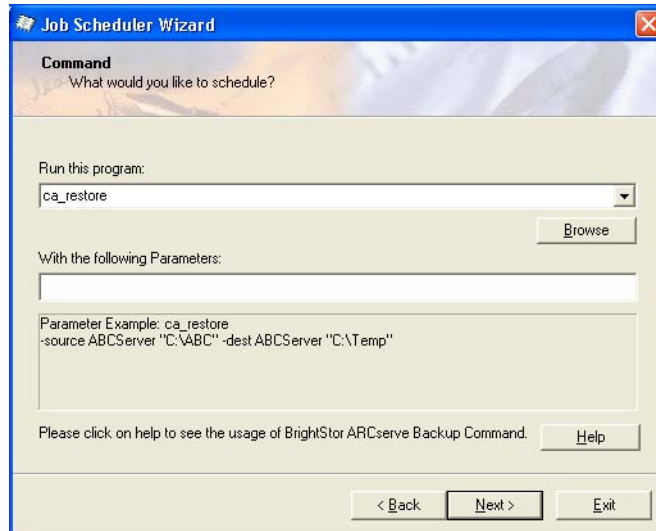 Job Scheduler Wizard
Command
What would you like to schedule?
Run this program:
ca_restore
Browse
With the following Parameters:
Parameter Example: ca_restore
-source ABCServer "C:\ABC" -dest ABCServer "C:\Temp"
Please click on help to see the usage of BrightStor ARCserve Backup Command.
Help
< Back
Next >
Exit